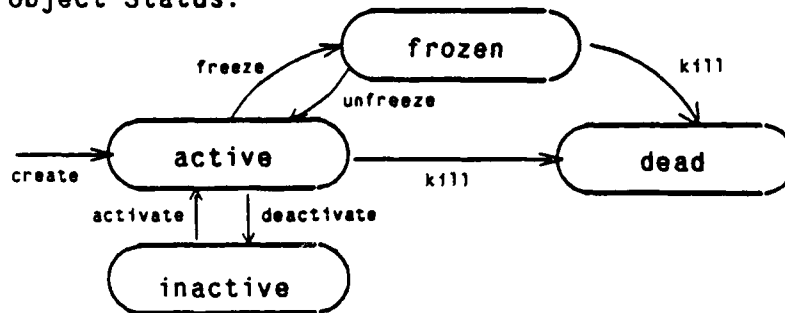 Object Status:
frozen
freeze
kill
unfreeze
active
dead
create
kill
activate
deactivate
inactive